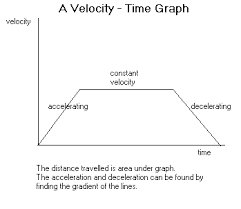 A Velocity - Time Graph
velocity
constant
velocity
accelerating
decelerating
time
The distance travelled is area under graph.
The acceleration and deceleration can be found by
finding the gradient of the lines.